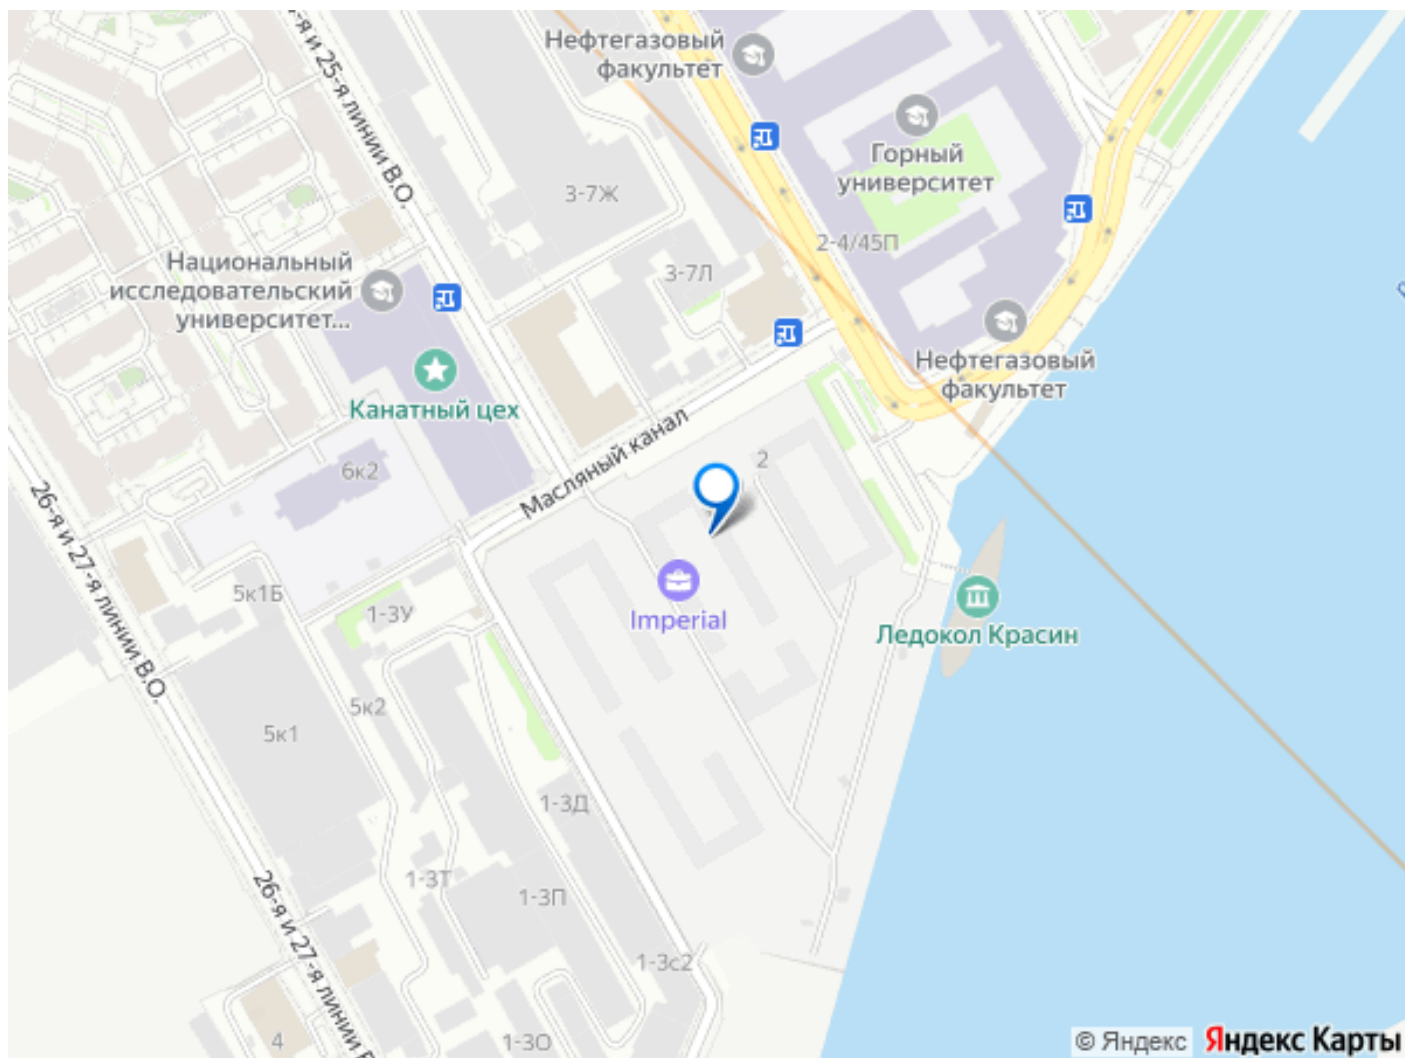 Нефтегазовый
факультет
-я и 25-я линии В.О.
Горный
университет
3-7Ж
2-4/45П
Национальный
исследовательский
университет...
3-7Л
Нефтегазовый
факультет
Канатный цех
Масляный канал
2
6к2
26-я и 27-я линии В.О.
5к1Б
1-3У
Imperial
Ледокол Красин
5к2
5к1
1-3Д
1-3Т
1-3П
26-я и 27-я линии В
1-3с2
4
1-3О
© Яндекс Яндекс Карты